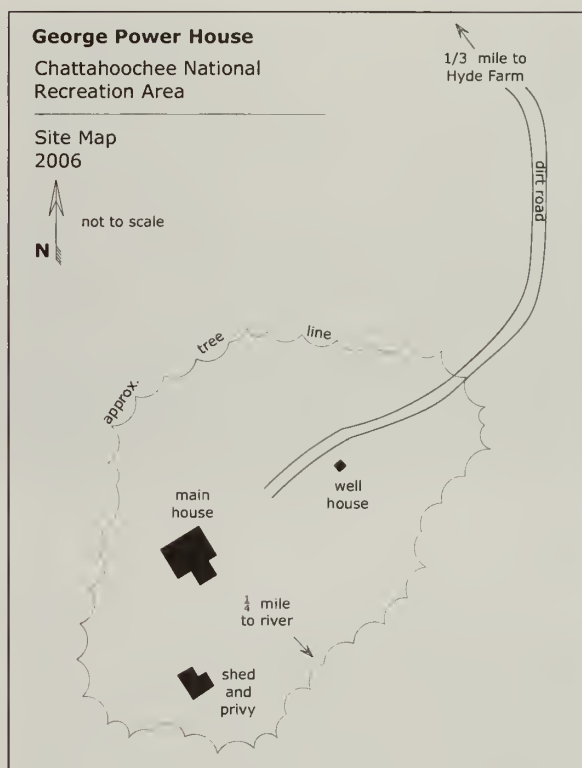 George Power House
Chattahoochee National
Recreation Area
Site Map
2006
not to scale
N
1/3 mile to
Hyde Farm
dirt road
approx. tree line
well
house
main
house
1/4 mile
to river
shed
and
privy